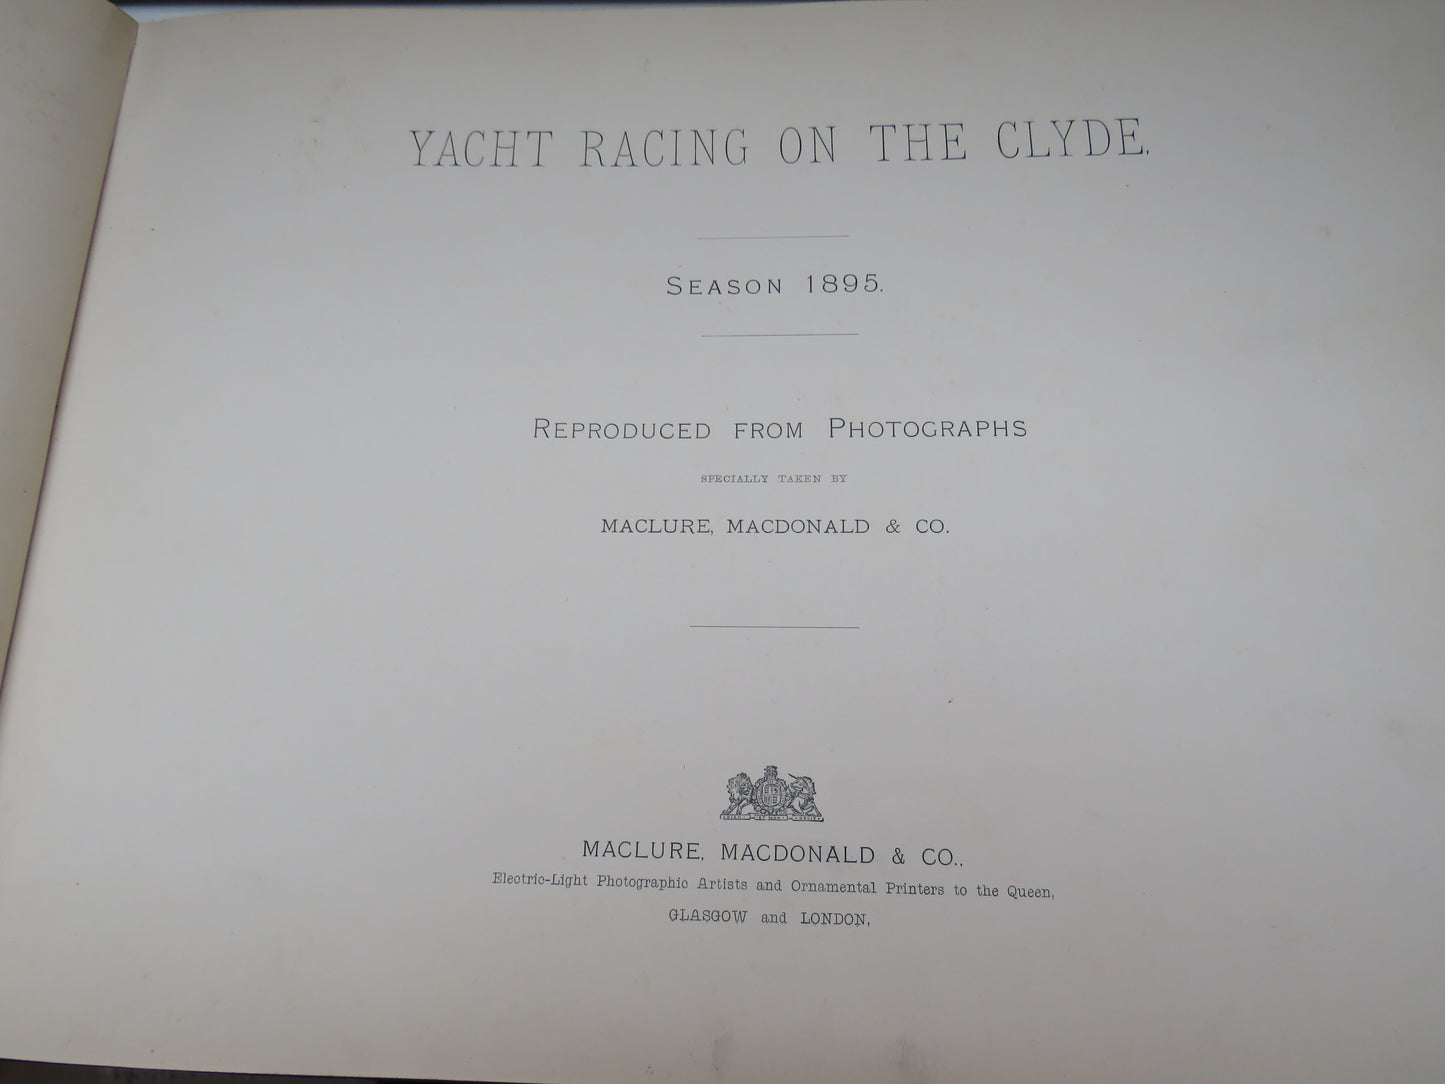 YACHT RACING ON THE CLYDE.
SEASON 1895.
REPRODUCED FROM PHOTOGRAPHS
SPECIALLY TAKEN BY
MACLURE, MACDONALD & CO.
MACLURE, MACDONALD & CO.,
Electric-Light Photographic Artists and Ornamental Printers to the Queen,
GLASGOW and LONDON,